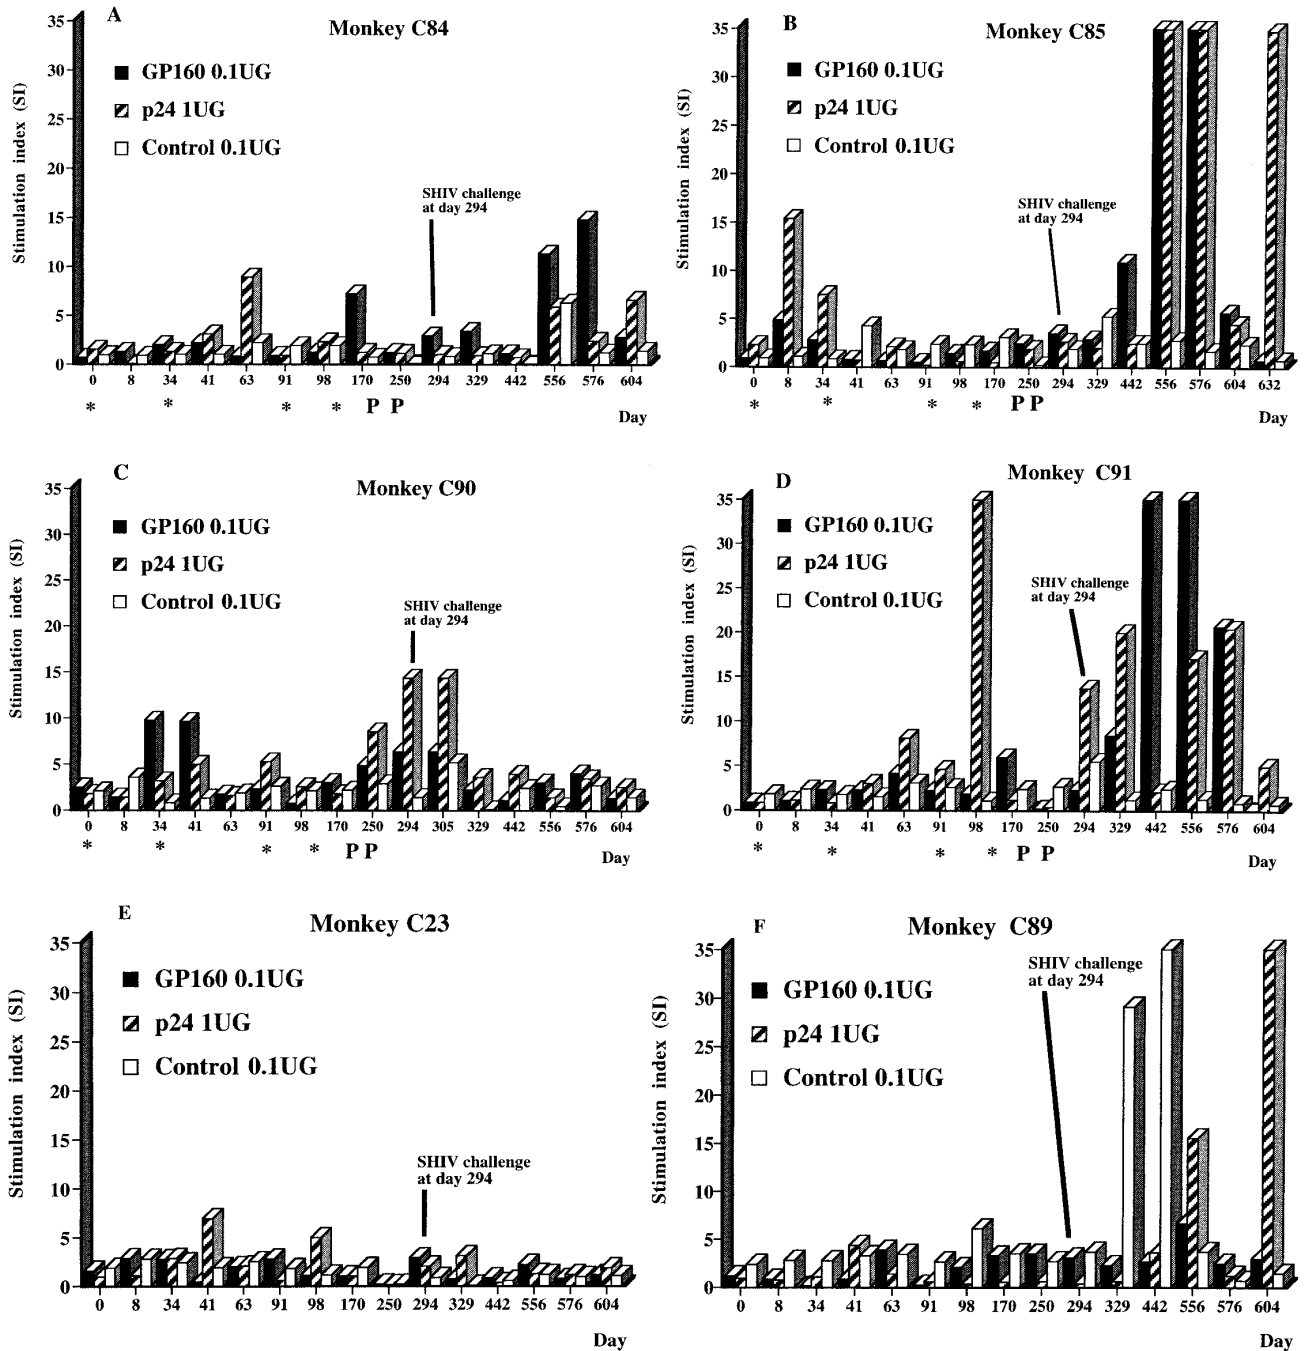 A
Monkey C84
GP160 0.1UG
p24 1UG
Control 0.1UG
SHIV challenge
at day 294
Stimulation index (SI)
35
30
25
20
15
10
5
0
0 8 34 41 63 91 98 170 250 294 329 442 556 576 604
* * * * P P
Day
B
Monkey C85
GP160 0.1UG
p24 1UG
Control 0.1UG
SHIV challenge
at day 294
Stimulation index (SI)
35
30
25
20
15
10
5
0
0 8 34 41 63 91 98 170 250 294 329 442 556 576 604 632
* * * * P P
Day
C
Monkey C90
GP160 0.1UG
p24 1UG
Control 0.1UG
SHIV challenge
at day 294
Stimulation index (SI)
35
30
25
20
15
10
5
0
0 8 34 41 63 91 98 170 250 294 305 329 442 556 576 604
* * * * P P
Day
D
Monkey C91
GP160 0.1UG
p24 1UG
Control 0.1UG
SHIV challenge
at day 294
Stimulation index (SI)
35
30
25
20
15
10
5
0
0 8 34 41 63 91 98 170 250 294 329 442 556 576 604
* * * * P P
Day
E
Monkey C23
GP160 0.1UG
p24 1UG
Control 0.1UG
SHIV challenge
at day 294
Stimulation index (SI)
35
30
25
20
15
10
5
0
0 8 34 41 63 91 98 170 250 294 329 442 556 576 604
Day
F
Monkey C89
GP160 0.1UG
p24 1UG
Control 0.1UG
SHIV challenge
at day 294
Stimulation index (SI)
35
30
25
20
15
10
5
0
0 8 34 41 63 91 98 170 250 294 329 442 556 576 604
Day